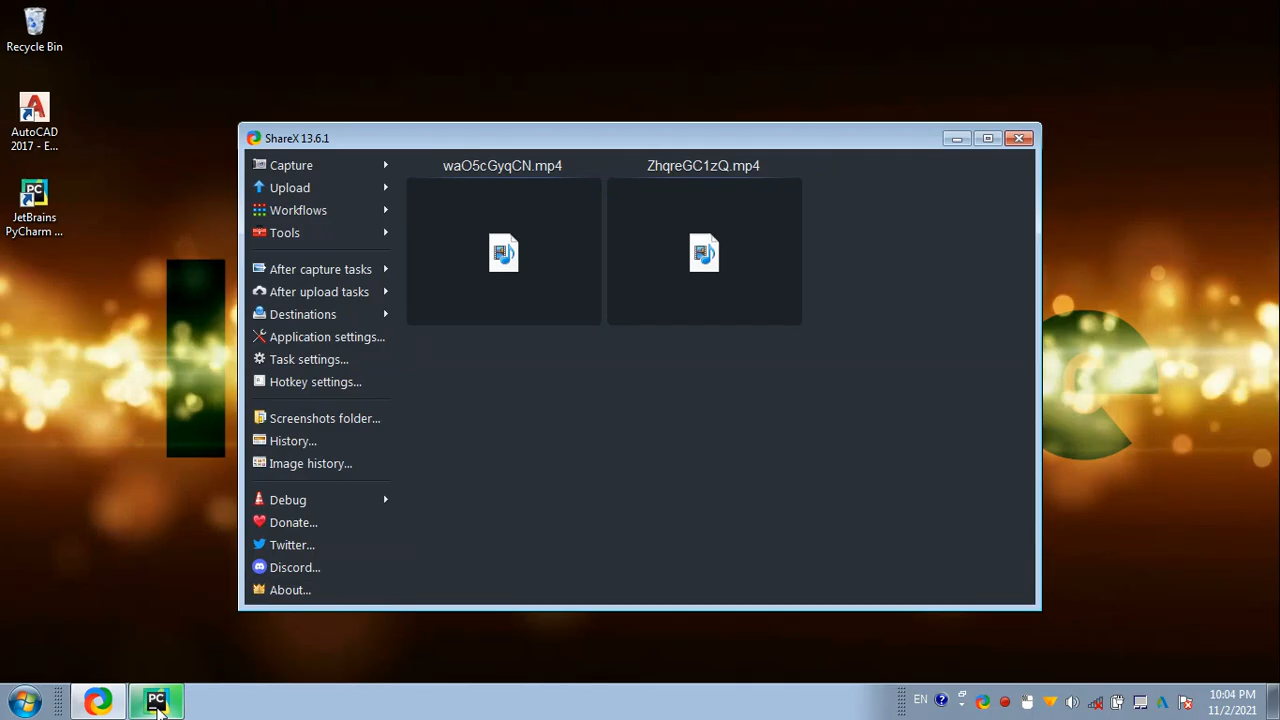 Recycle Bin
AutoCAD
2017 - E...
PC
JetBrains
PyCharm ...
ShareX 13.6.1
Capture
Upload
Workflows
Tools
After capture tasks
After upload tasks
Destinations
Application settings...
Task settings...
Hotkey settings...
Screenshots folder...
History...
Image history...
Debug
Donate...
Twitter...
Discord...
About...
waO5cGyqCN.mp4
ZhqreGC1zQ.mp4
PC
EN
10:04 PM
11/2/2021